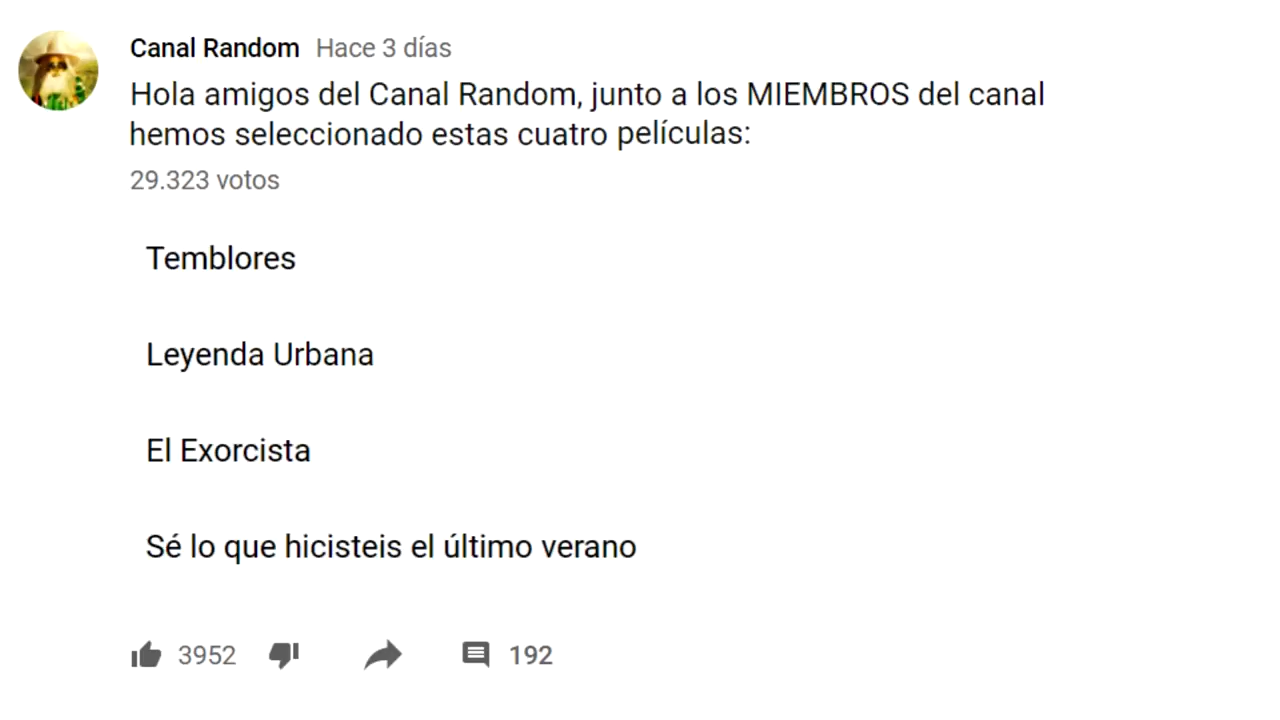 Canal Random Hace 3 días
Hola amigos del Canal Random, junto a los MIEMBROS del canal
hemos seleccionado estas cuatro películas:
29.323 votos
Temblores
Leyenda Urbana
El Exorcista
Sé lo que hicisteis el último verano
3952 192